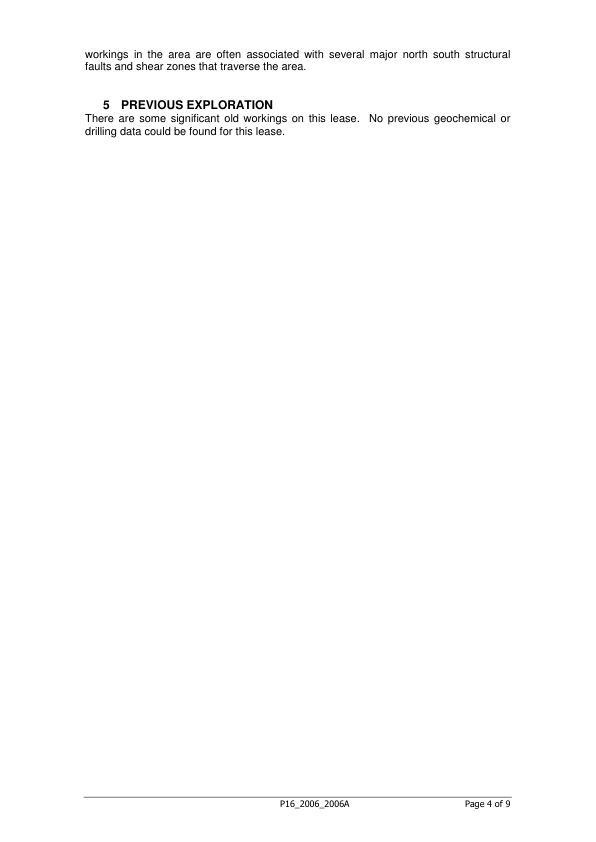 workings in the area are often associated with several major north south structural
faults and shear zones that traverse the area.
5 PREVIOUS EXPLORATION
There are some significant old workings on this lease. No previous geochemical or
drilling data could be found for this lease.
P16_2006_2006A Page 4 of 9